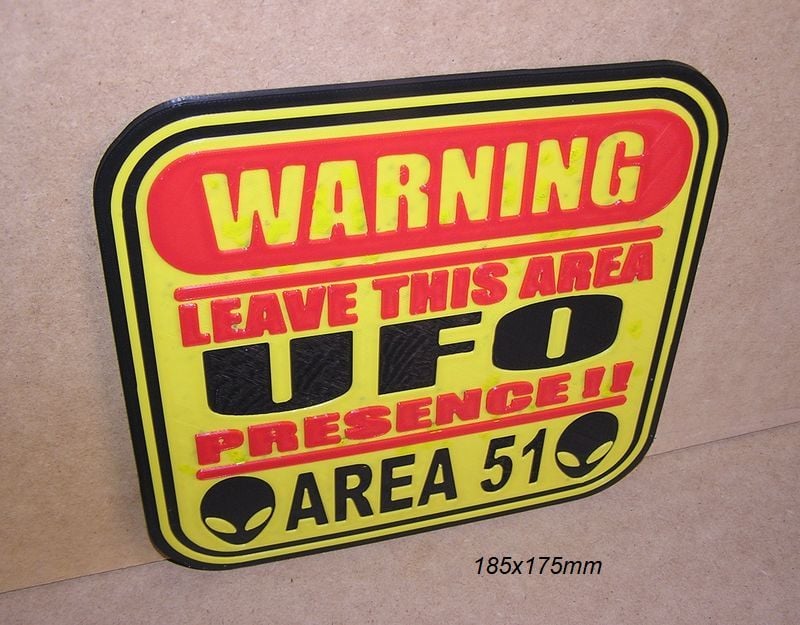 WARNING
LEAVE THIS AREA
UFO
PRESENCE !!
AREA 51
185x175mm